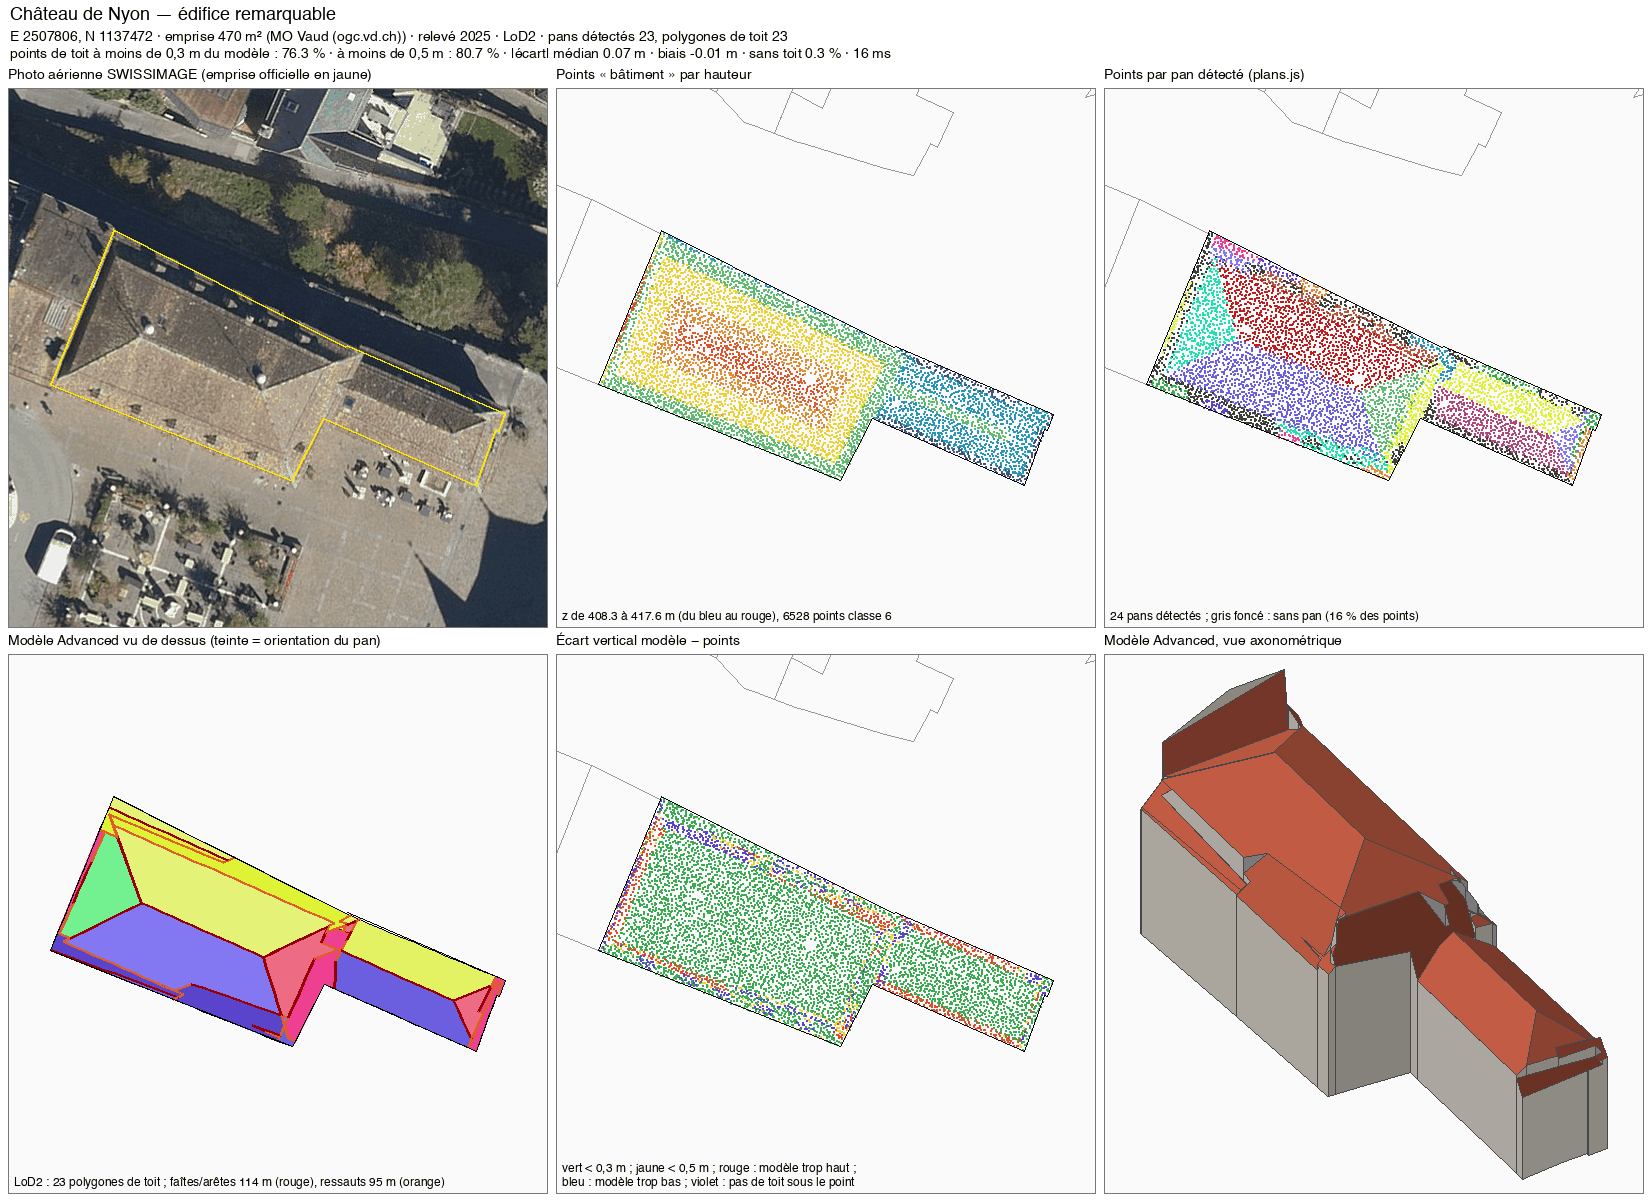 Château de Nyon — édifice remarquable
E 2507806, N 1137472 · emprise 470 m² (MO Vaud (ogc.vd.ch)) · relevé 2025 · LoD2 · pans détectés 23, polygones de toit 23
points de toit à moins de 0,3 m du modèle : 76.3 % · à moins de 0,5 m : 80.7 % · |écart| médian 0.07 m · biais -0.01 m · sans toit 0.3 % · 16 ms
Photo aérienne SWISSIMAGE (emprise officielle en jaune)
Points « bâtiment » par hauteur
Points par pan détecté (plans.js)
z de 408.3 à 417.6 m (du bleu au rouge), 6528 points classe 6
24 pans détectés ; gris foncé : sans pan (16 % des points)
Modèle Advanced vu de dessus (teinte = orientation du pan)
Écart vertical modèle − points
Modèle Advanced, vue axonométrique
LoD2 : 23 polygones de toit ; faîtes/arêtes 114 m (rouge), ressauts 95 m (orange)
vert < 0,3 m ; jaune < 0,5 m ; rouge : modèle trop haut ;
bleu : modèle trop bas ; violet : pas de toit sous le point